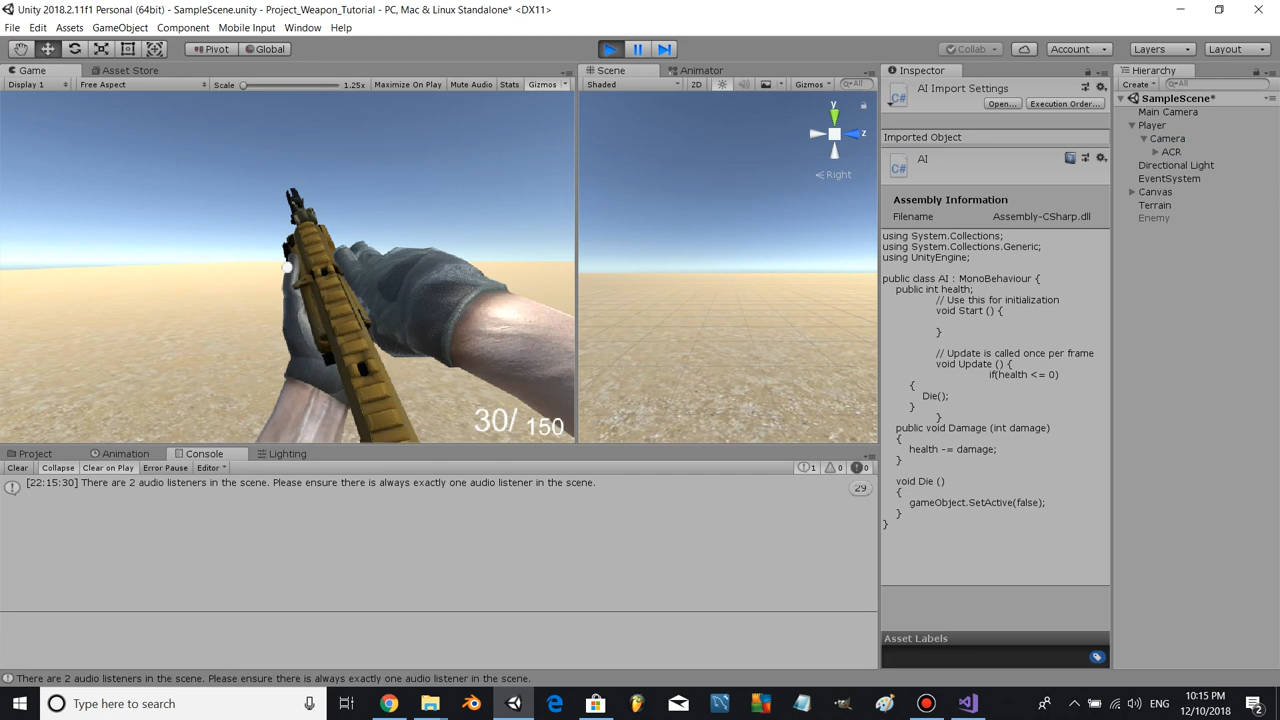 Unity 2018.2.11f1 Personal (64bit) - SampleScene.unity - Project_Weapon_Tutorial - PC, Mac & Linux Standalone* <DX11>
File Edit Assets GameObject Component Mobile Input Window Help
Pivot Global Collab Account Layers Layout
Game Asset Store
Display 1 Free Aspect Scale 1.25x Maximize On Play Mute Audio Stats Gizmos
30/ 150
Scene Animator
Shaded 2D Gizmos All
y
z
Right
Inspector
AI Import Settings
Open... Execution Order...
Imported Object
C#
AI
Assembly Information
Filename Assembly-CSharp.dll
using System.Collections;
using System.Collections.Generic;
using UnityEngine;
public class AI : MonoBehaviour {
public int health;
// Use this for initialization
void Start () {
}
// Update is called once per frame
void Update () {
if(health <= 0)
{
Die();
}
}
public void Damage (int damage)
{
health -= damage;
}
void Die ()
{
gameObject.SetActive(false);
}
}
Asset Labels
Hierarchy
Create All
SampleScene*
Main Camera
Player
Camera
ACR
Directional Light
EventSystem
Canvas
Terrain
Enemy
Project Animation Console Lighting
Clear Collapse Clear on Play Error Pause Editor 1 0 0
[22:15:30] There are 2 audio listeners in the scene. Please ensure there is always exactly one audio listener in the scene. 29
There are 2 audio listeners in the scene. Please ensure there is always exactly one audio listener in the scene.
Type here to search
ENG
10:15 PM
12/10/2018
2